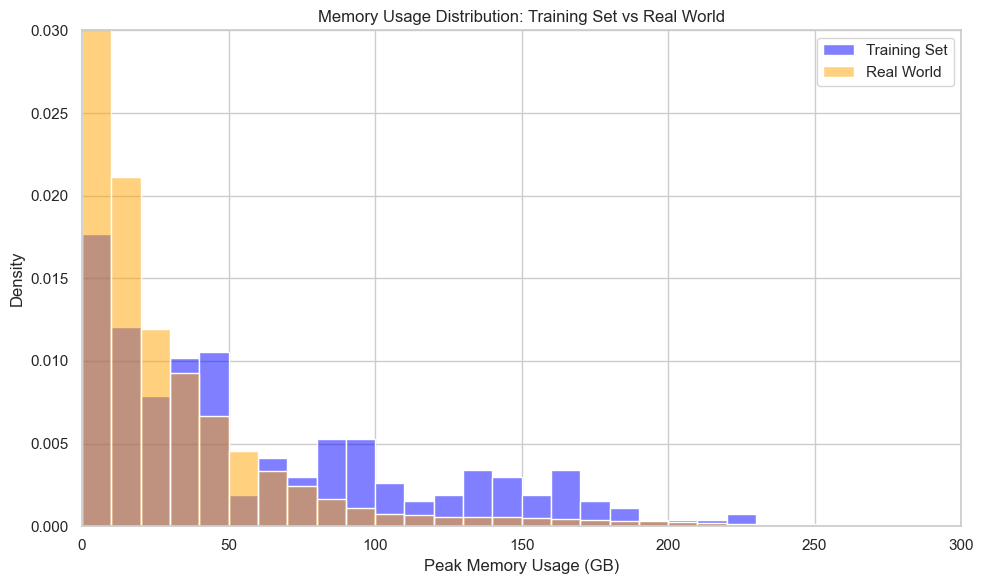 Memory Usage Distribution: Training Set vs Real World
Training Set
Real World
Density
0.030
0.025
0.020
0.015
0.010
0.005
0.000
0
50
100
150
200
250
300
Peak Memory Usage (GB)